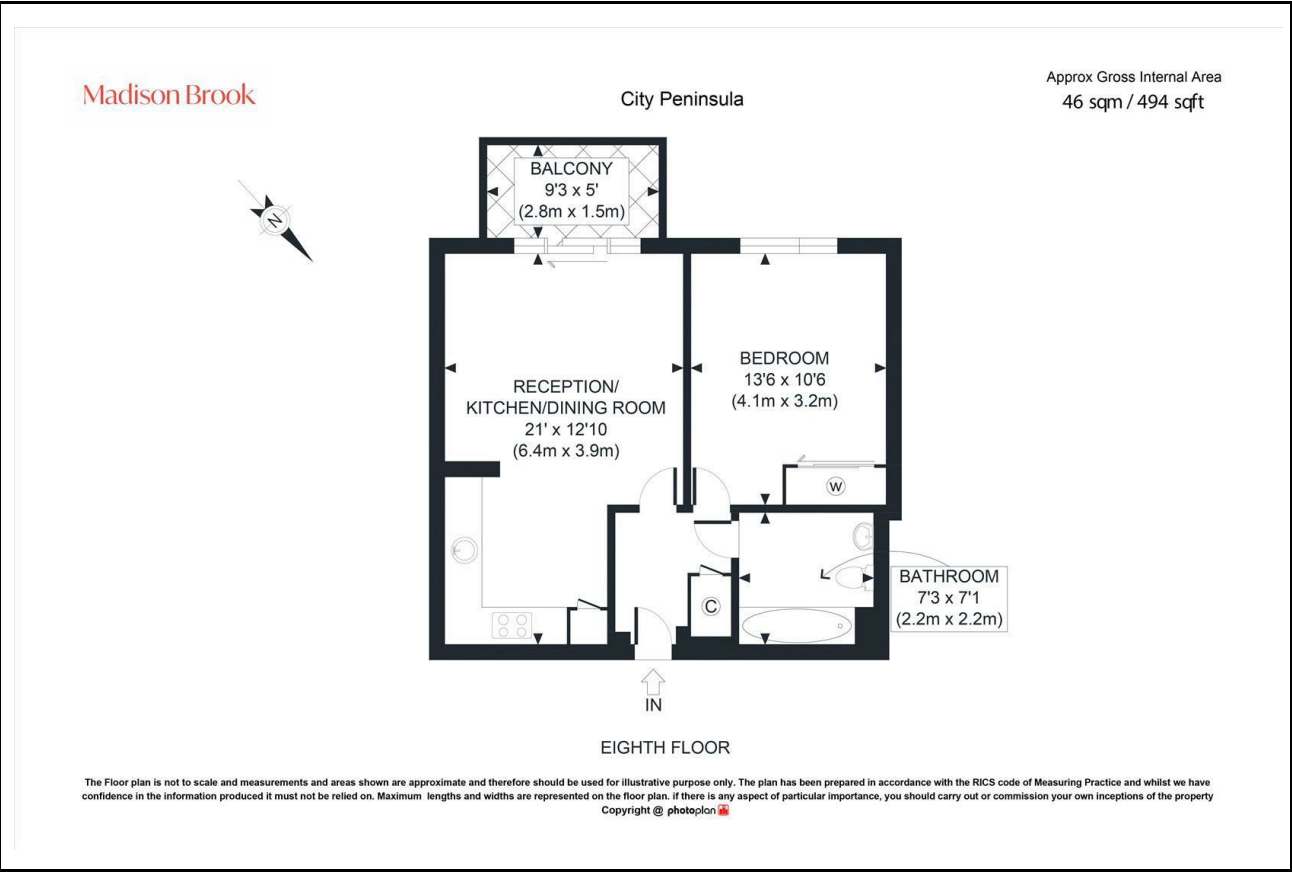 Madison Brook
City Peninsula
Approx Gross Internal Area
46 sqm / 494 sqft
N
BALCONY
9'3 x 5'
(2.8m x 1.5m)
BEDROOM
13'6 x 10'6
(4.1m x 3.2m)
RECEPTION/
KITCHEN/DINING ROOM
21' x 12'10
(6.4m x 3.9m)
W
C
BATHROOM
7'3 x 7'1
(2.2m x 2.2m)
IN
EIGHTH FLOOR
The Floor plan is not to scale and measurements and areas shown are approximate and therefore should be used for illustrative purpose only. The plan has been prepared in accordance with the RICS code of Measuring Practice and whilst we have
confidence in the information produced it must not be relied on. Maximum lengths and widths are represented on the floor plan. if there is any aspect of particular importance, you should carry out or commission your own inceptions of the property
Copyright @ photoplan